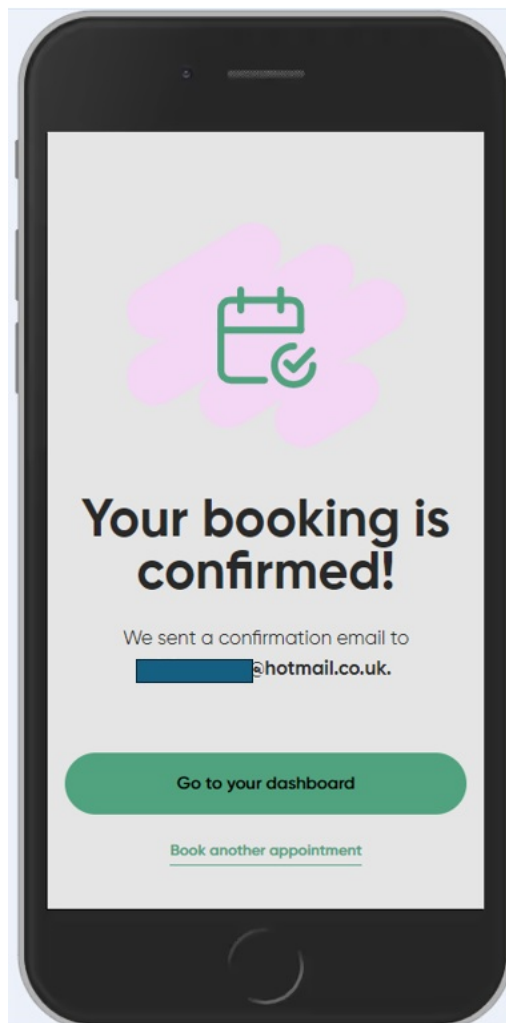 Your booking is
confirmed!
We sent a confirmation email to
@hotmail.co.uk.
Go to your dashboard
Book another appointment